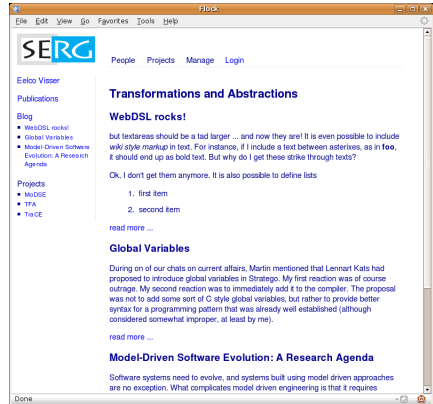 Flock
File Edit View Go Favorites Tools Help
SERG
People Projects Manage Login
Eelco Visser
Publications
Blog
WebDSL rocks!
Global Variables
Model-Driven Software
Evolution: A Research
Agenda
Projects
MoDSE
TFA
TraCE
Transformations and Abstractions
WebDSL rocks!
but textareas should be a tad larger ... and now they are! It is even possible to include
wiki style markup in text. For instance, if I include a text between asterixes, as in foo,
it should end up as bold text. But why do I get these strike through texts?
Ok, I don't get them anymore. It is also possible to define lists
1. first item
2. second item
read more ...
Global Variables
During on of our chats on current affairs, Martin mentioned that Lennart Kats had
proposed to introduce global variables in Stratego. My first reaction was of course
outrage. My second reaction was to immediately add it to the compiler. The proposal
was not to add some sort of C style global variables, but rather to provide better
syntax for a programming pattern that was already well established (although
considered somewhat improper, at least by me).
read more ...
Model-Driven Software Evolution: A Research Agenda
Software systems need to evolve, and systems built using model driven approaches
are no exception. What complicates model driven engineering is that it requires
Done